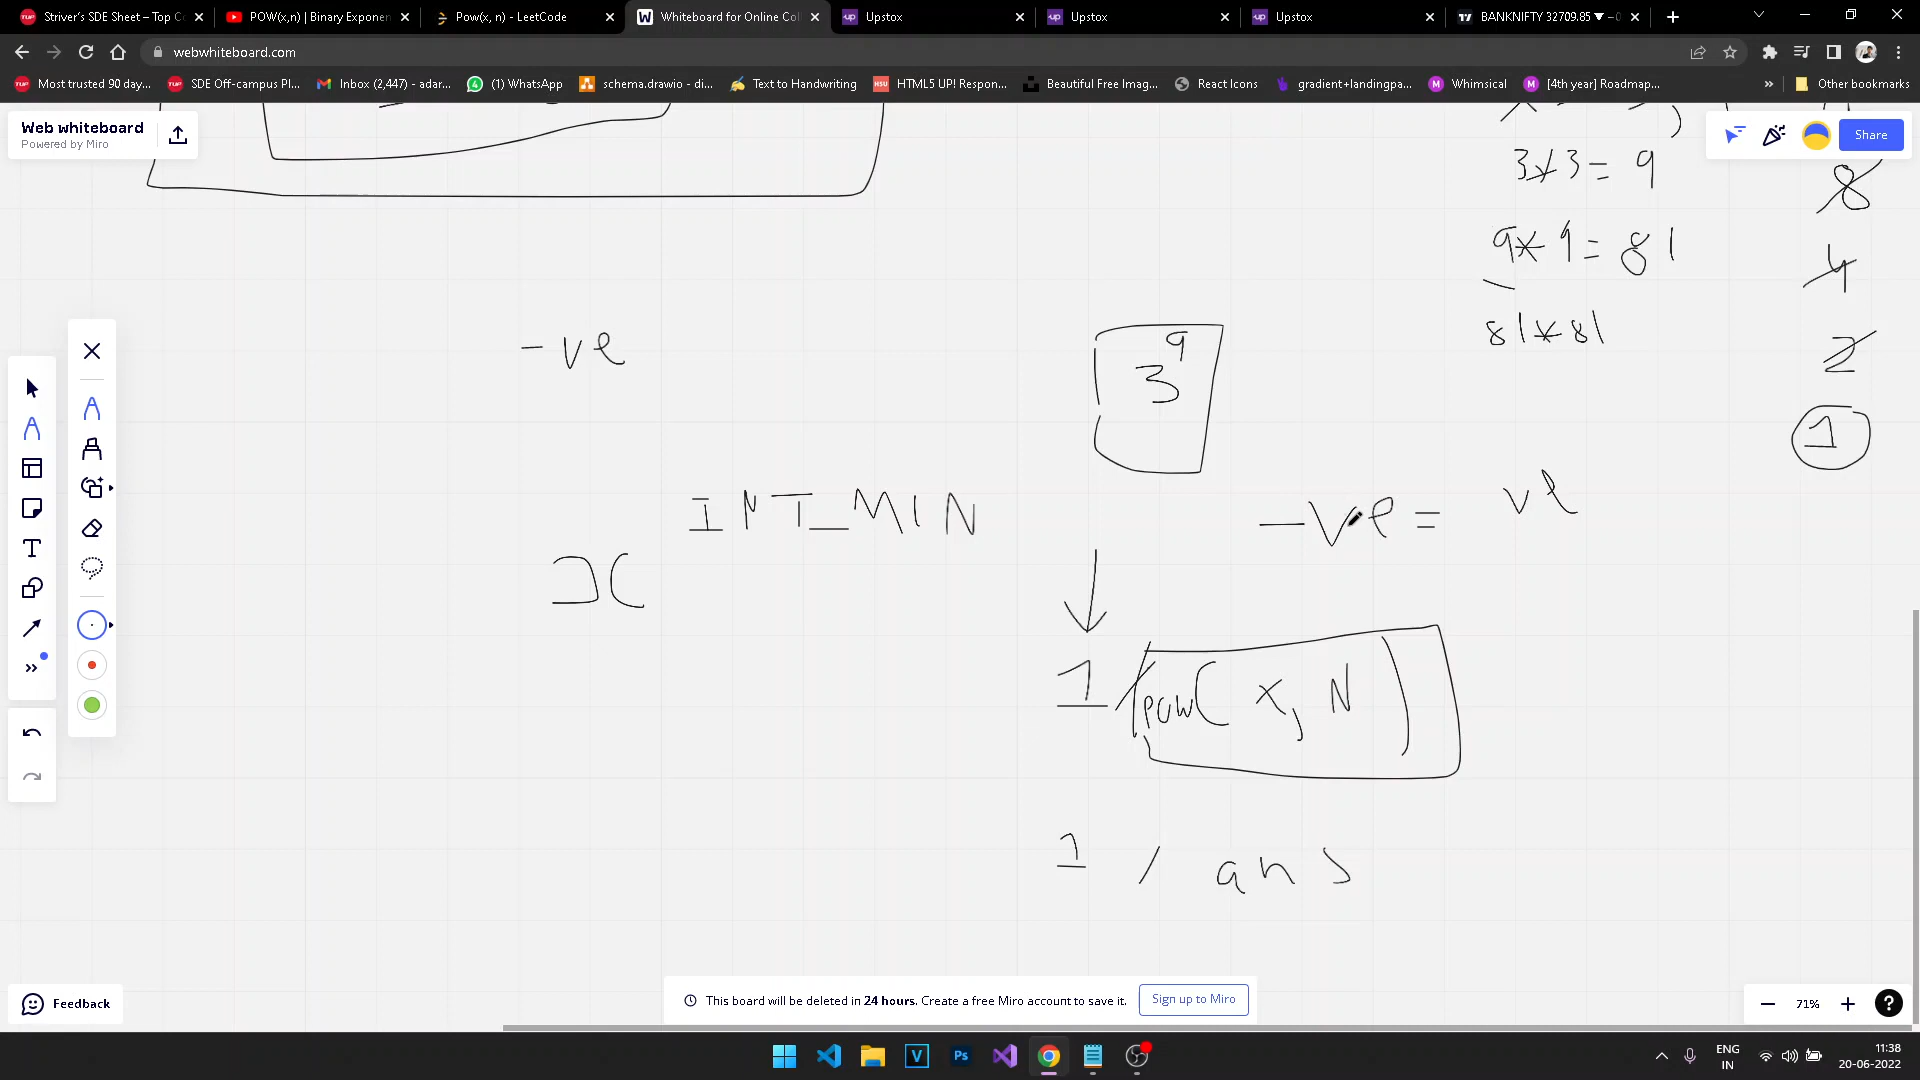 Striver's SDE Sheet – Top C
POW(x,n) | Binary Exponen
Pow(x, n) - LeetCode
Whiteboard for Online Coll
Upstox
Upstox
Upstox
BANKNIFTY 32709.85 ▼ −0
webwhiteboard.com
Most trusted 90 day...
SDE Off-campus Pl...
Inbox (2,447) - adar...
(1) WhatsApp
schema.drawio - di...
Text to Handwriting
HTML5 UP! Respon...
Beautiful Free Imag...
React Icons
gradient+landingpa...
Whimsical
[4th year] Roadmap...
»
Other bookmarks
Web whiteboard
Powered by Miro
Share
3*3 = 9
8
9*9 = 81
4
81*81
2
1
-ve
3^9
INT_MIN
-ve = ve
x
1/(pow(x, N)
1 / ans
Feedback
This board will be deleted in 24 hours. Create a free Miro account to save it.
Sign up to Miro
71%
ENG
IN
11:38
20-06-2022